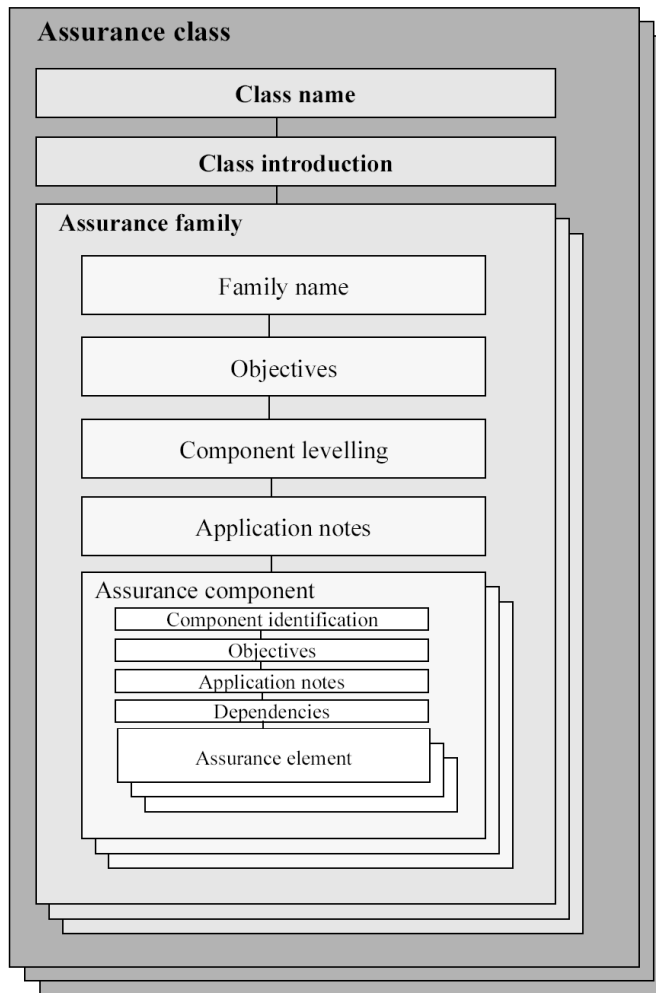 Assurance class
Class name
Class introduction
Assurance family
Family name
Objectives
Component levelling
Application notes
Assurance component
Component identification
Objectives
Application notes
Dependencies
Assurance element